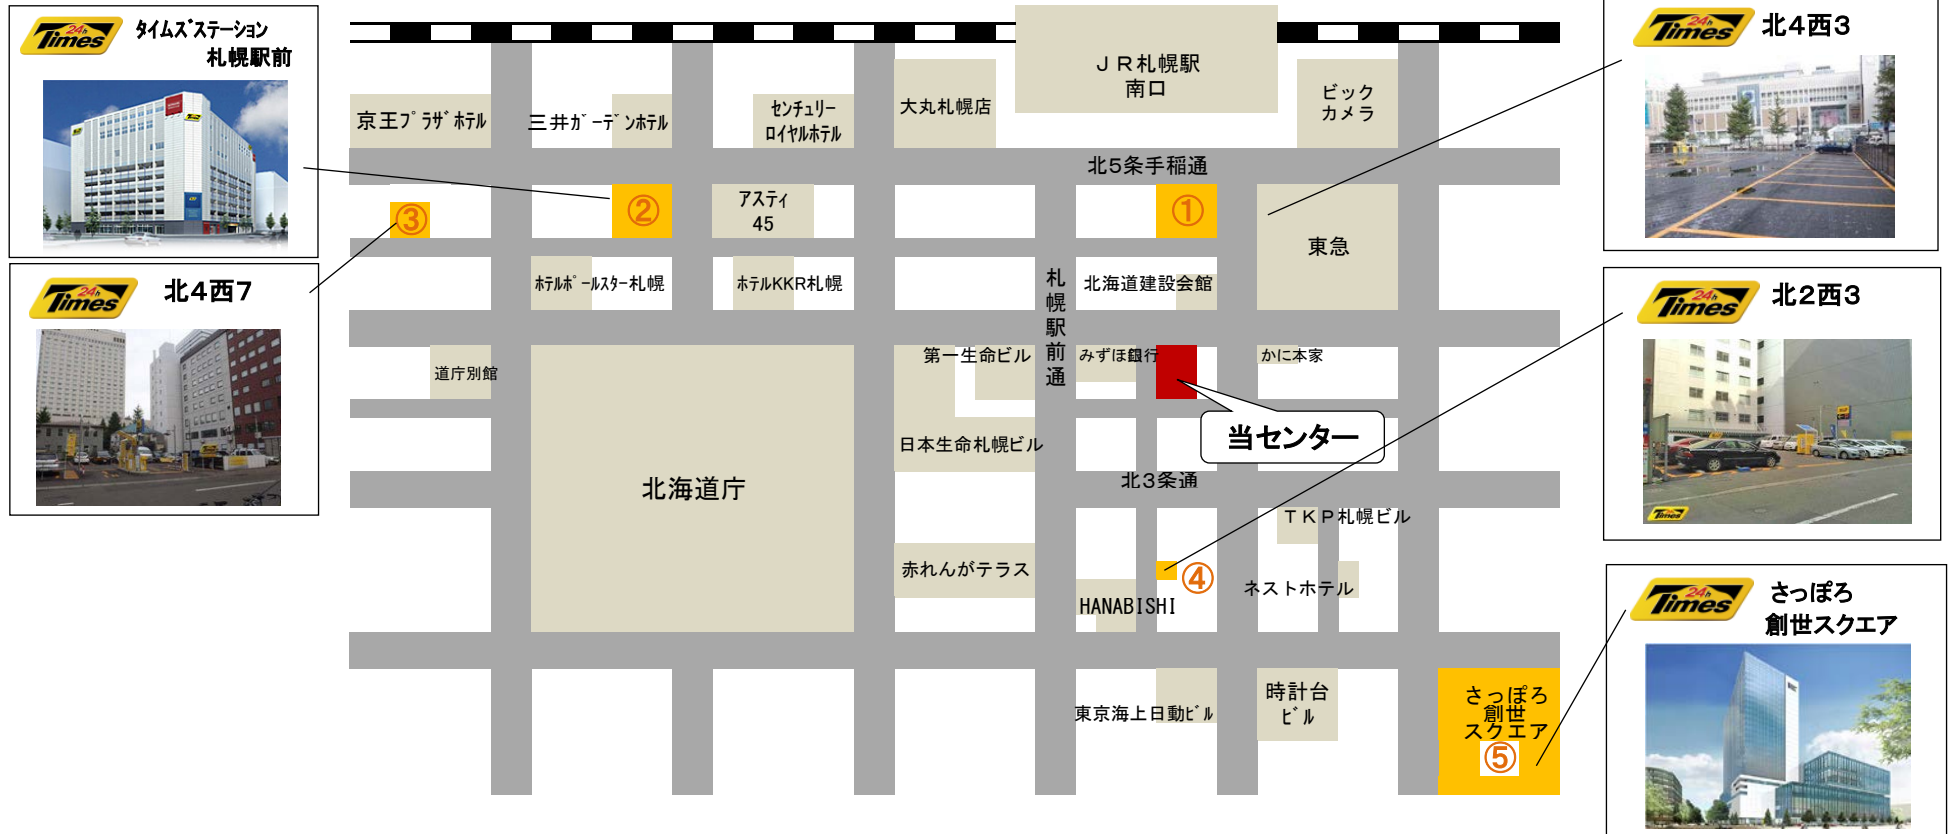 24h
Times
タイムズステーション
札幌駅前
24h
Times
北4西7
24h
Times
北4西3
24h
Times
北2西3
Times
24h
Times
さっぽろ
創世スクエア
ＪＲ札幌駅
南口
ビック
カメラ
大丸札幌店
センチュリー
ロイヤルホテル
三井ガーデンホテル
京王プラザホテル
北5条手稲通
③
②
アスティ
45
①
東急
ホテルポールスター札幌
ホテルKKR札幌
札幌駅前通
北海道建設会館
道庁別館
第一生命ビル
みずほ銀行
かに本家
当センター
日本生命札幌ビル
北海道庁
北3条通
ＴＫＰ札幌ビル
赤れんがテラス
④
HANABISHI
ネストホテル
東京海上日動ビル
時計台
ビル
さっぽろ
創世
スクエア
⑤